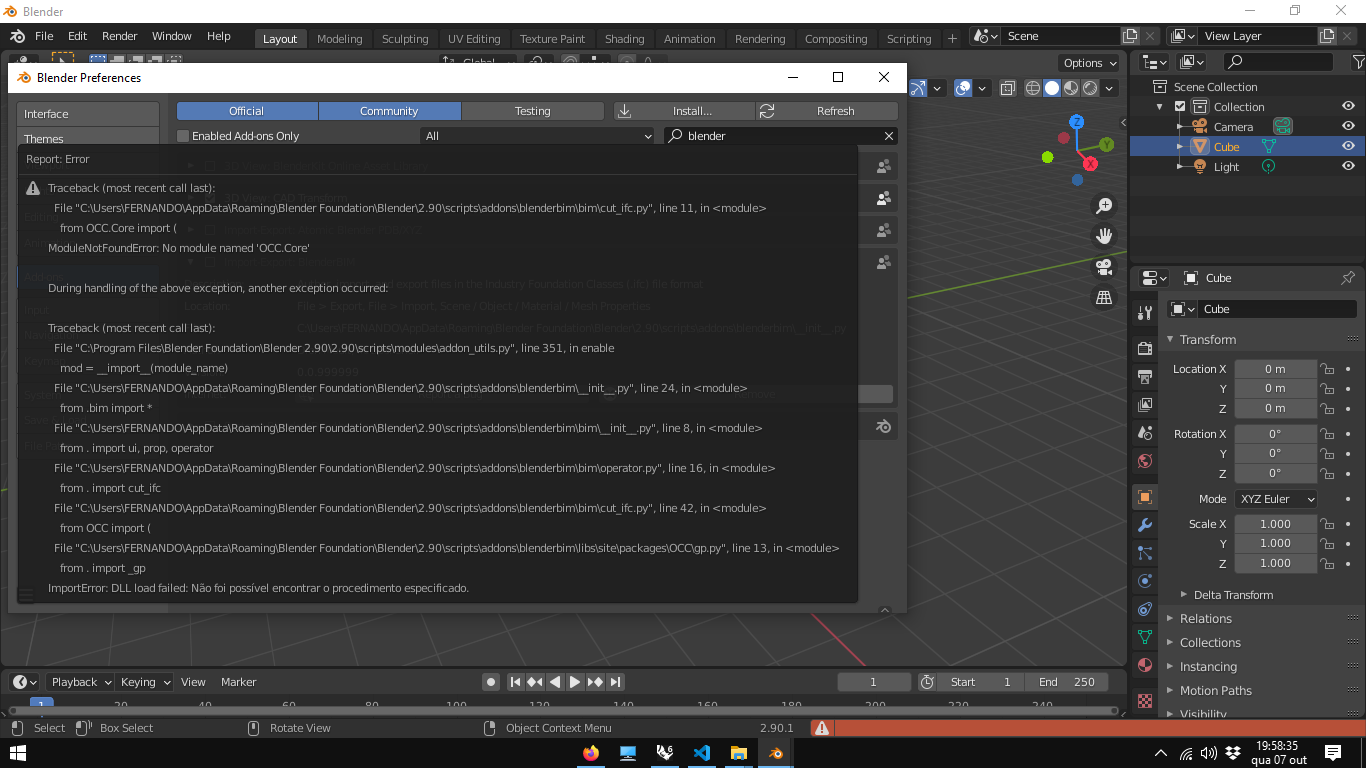 Blender
File Edit Render Window Help Layout Modeling Sculpting UV Editing Texture Paint Shading Animation Rendering Compositing Scripting + Scene View Layer
Global Options
Blender Preferences
Interface
Themes
Official Community Testing Install... Refresh
Enabled Add-ons Only All blender
Report: Error
Traceback (most recent call last):
File "C:\Users\FERNANDO\AppData\Roaming\Blender Foundation\Blender\2.90\scripts\addons\blenderbim\bim\cut_ifc.py", line 11, in <module>
from OCC.Core import (
ModuleNotFoundError: No module named 'OCC.Core'
During handling of the above exception, another exception occurred:
Traceback (most recent call last):
File "C:\Program Files\Blender Foundation\Blender 2.90\2.90\scripts\modules\addon_utils.py", line 351, in enable
mod = __import__(module_name)
File "C:\Users\FERNANDO\AppData\Roaming\Blender Foundation\Blender\2.90\scripts\addons\blenderbim\__init__.py", line 24, in <module>
from .bim import *
File "C:\Users\FERNANDO\AppData\Roaming\Blender Foundation\Blender\2.90\scripts\addons\blenderbim\bim\__init__.py", line 8, in <module>
from . import ui, prop, operator
File "C:\Users\FERNANDO\AppData\Roaming\Blender Foundation\Blender\2.90\scripts\addons\blenderbim\bim\operator.py", line 16, in <module>
from . import cut_ifc
File "C:\Users\FERNANDO\AppData\Roaming\Blender Foundation\Blender\2.90\scripts\addons\blenderbim\bim\cut_ifc.py", line 42, in <module>
from OCC import (
File "C:\Users\FERNANDO\AppData\Roaming\Blender Foundation\Blender\2.90\scripts\addons\blenderbim\libs\site\packages\OCC\gp.py", line 13, in <module>
from . import _gp
ImportError: DLL load failed: Não foi possível encontrar o procedimento especificado.
Z
Y
X
Scene Collection
Collection
Camera
Cube
Light
Cube
Cube
Transform
Location X 0 m
Y 0 m
Z 0 m
Rotation X 0°
Y 0°
Z 0°
Mode XYZ Euler
Scale X 1.000
Y 1.000
Z 1.000
Delta Transform
Relations
Collections
Instancing
Motion Paths
Visibility
Playback Keying View Marker 1 Start 1 End 250
1 20 40 60 80 100 120 140 160 180 200 220 240
Select Box Select Rotate View Object Context Menu 2.90.1
19:58:35
qua 07 out